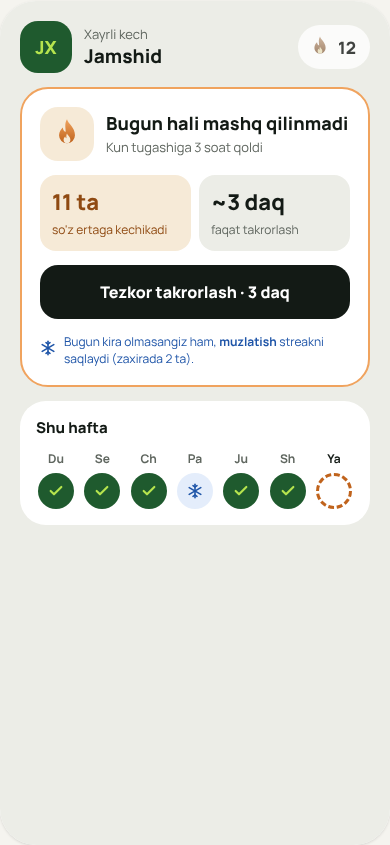 JX
Xayrli kech
Jamshid
12
Bugun hali mashq qilinmadi
Kun tugashiga 3 soat qoldi
11 ta
so'z ertaga kechikadi
~3 daq
faqat takrorlash
Tezkor takrorlash · 3 daq
Bugun kira olmasangiz ham, muzlatish streakni
saqlaydi (zaxirada 2 ta).
Shu hafta
Du Se Ch Pa Ju Sh Ya